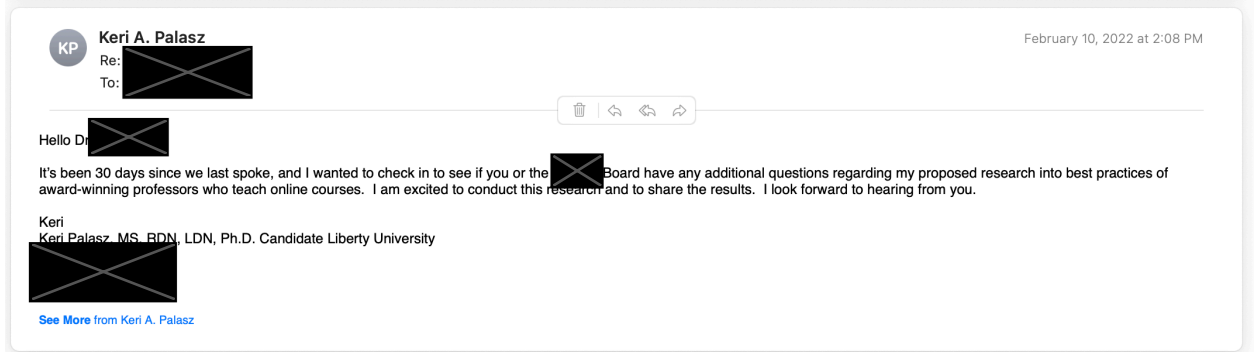 KP
Keri A. Palasz
February 10, 2022 at 2:08 PM
Re:
To:
Hello Dr
It's been 30 days since we last spoke, and I wanted to check in to see if you or the Board have any additional questions regarding my proposed research into best practices of
award-winning professors who teach online courses.  I am excited to conduct this research and to share the results.  I look forward to hearing from you.
Keri
Keri Palasz, MS, RDN, LDN, Ph.D. Candidate Liberty University
See More from Keri A. Palasz